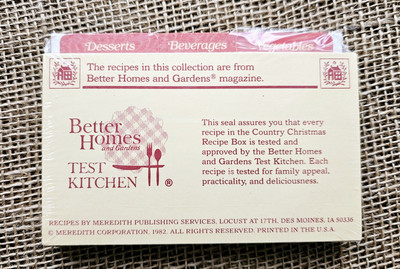 Desserts Beverages Vegetables
The recipes in this collection are from
Better Homes and Gardens® magazine.
Better
Homes
and Gardens
TEST
KITCHEN ®
This seal assures you that every
recipe in the Country Christmas
Recipe Box is tested and
approved by the Better Homes
and Gardens Test Kitchen. Each
recipe is tested for family appeal,
practicality, and deliciousness.
RECIPES BY MEREDITH PUBLISHING SERVICES, LOCUST AT 17TH, DES MOINES, IA 50336
© MEREDITH CORPORATION, 1982. ALL RIGHTS RESERVED. PRINTED IN THE U.S.A.